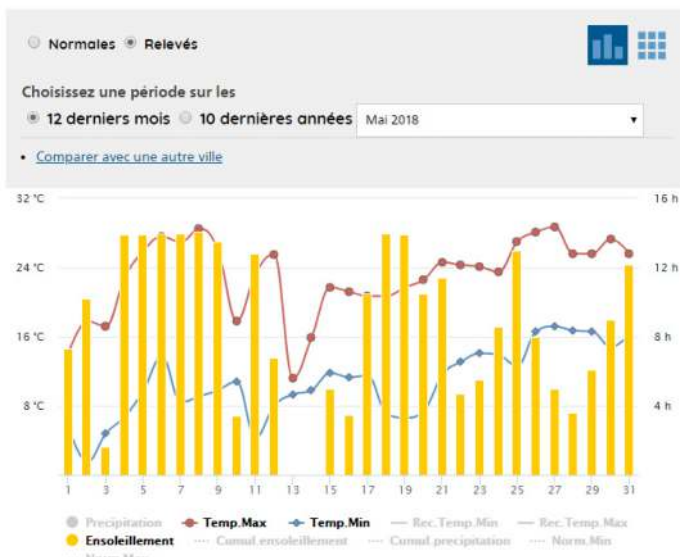 Normales Relevés
Choisissez une période sur les
12 derniers mois 10 dernières années Mai 2018
Comparer avec une autre ville
32 °C 16 h
24 °C 12 h
16 °C 8 h
8 °C 4 h
1 3 5 7 9 11 13 15 17 19 21 23 25 27 29 31
Precipitation Temp.Max Temp.Min Rec.Temp.Min Rec.Temp.Max
Ensoleillement Cumul ensoleillement Cumul precipitation Norm.Min